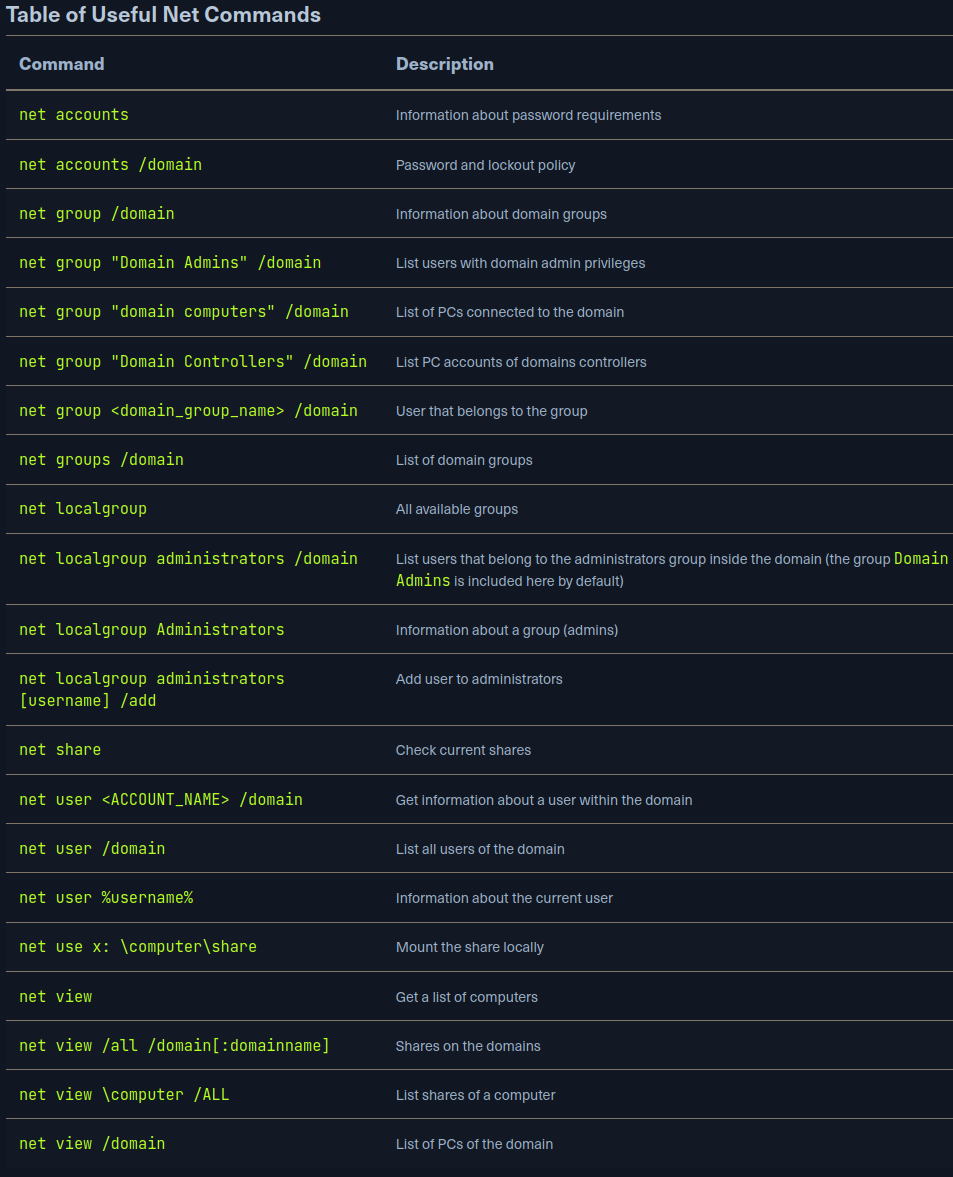 Table of Useful Net Commands
Command Description
net accounts Information about password requirements
net accounts /domain Password and lockout policy
net group /domain Information about domain groups
net group "Domain Admins" /domain List users with domain admin privileges
net group "domain computers" /domain List of PCs connected to the domain
net group "Domain Controllers" /domain List PC accounts of domains controllers
net group <domain_group_name> /domain User that belongs to the group
net groups /domain List of domain groups
net localgroup All available groups
net localgroup administrators /domain List users that belong to the administrators group inside the domain (the group Domain
Admins is included here by default)
net localgroup Administrators Information about a group (admins)
net localgroup administrators Add user to administrators
[username] /add
net share Check current shares
net user <ACCOUNT_NAME> /domain Get information about a user within the domain
net user /domain List all users of the domain
net user %username% Information about the current user
net use x: \computer\share Mount the share locally
net view Get a list of computers
net view /all /domain[:domainname] Shares on the domains
net view \computer /ALL List shares of a computer
net view /domain List of PCs of the domain